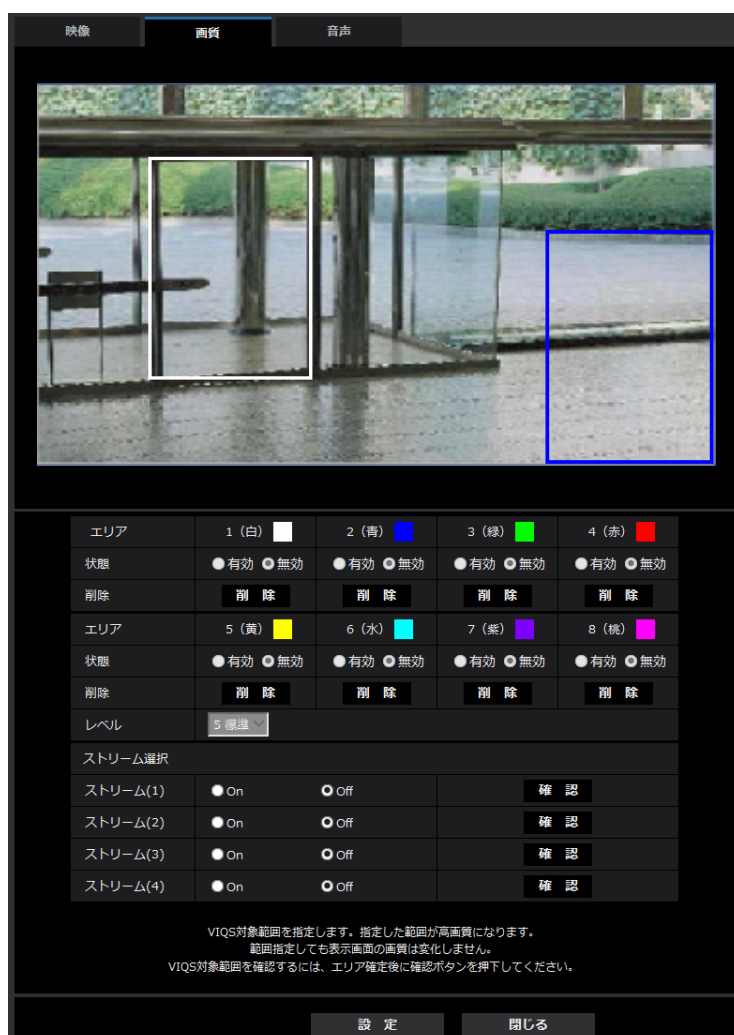 映像 画質 音声
エリア 1（白） 2（青） 3（緑） 4（赤）
状態 有効 無効 有効 無効 有効 無効 有効 無効
削除 削 除 削 除 削 除 削 除
エリア 5（黄） 6（水） 7（紫） 8（桃）
状態 有効 無効 有効 無効 有効 無効 有効 無効
削除 削 除 削 除 削 除 削 除
レベル 5 標準
ストリーム選択
ストリーム(1) On Off 確 認
ストリーム(2) On Off 確 認
ストリーム(3) On Off 確 認
ストリーム(4) On Off 確 認
VIQS対象範囲を指定します。指定した範囲が高画質になります。
範囲指定しても表示画面の画質は変化しません。
VIQS対象範囲を確認するには、エリア確定後に確認ボタンを押下してください。
設 定 閉じる